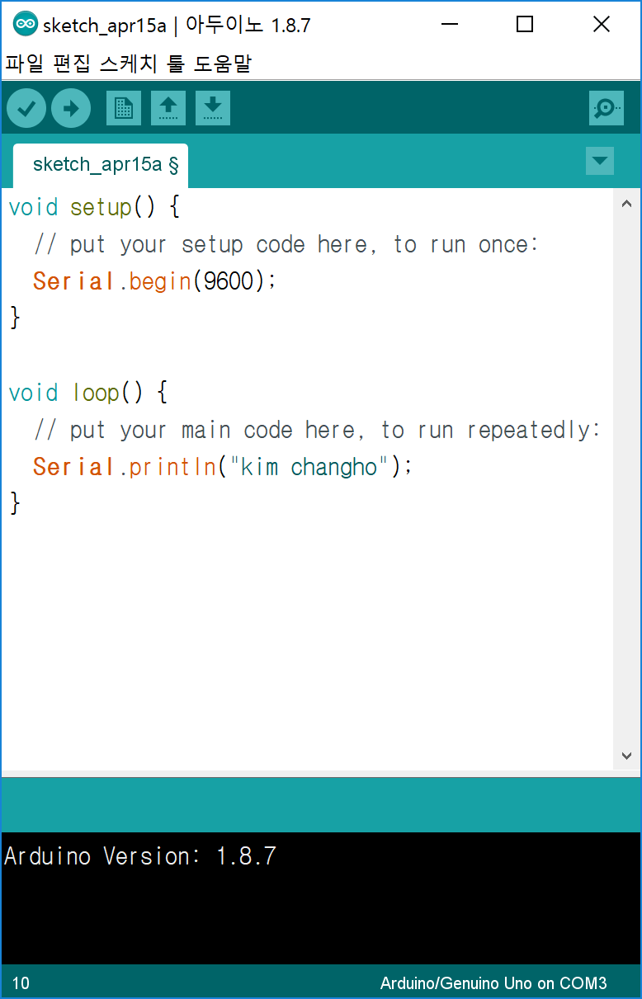 sketch_apr15a | 아두이노 1.8.7
파일 편집 스케치 툴 도움말
sketch_apr15a §
void setup() {
  // put your setup code here, to run once:
  Serial.begin(9600);
}

void loop() {
  // put your main code here, to run repeatedly:
  Serial.println("kim changho");
}
Arduino Version: 1.8.7
10 Arduino/Genuino Uno on COM3